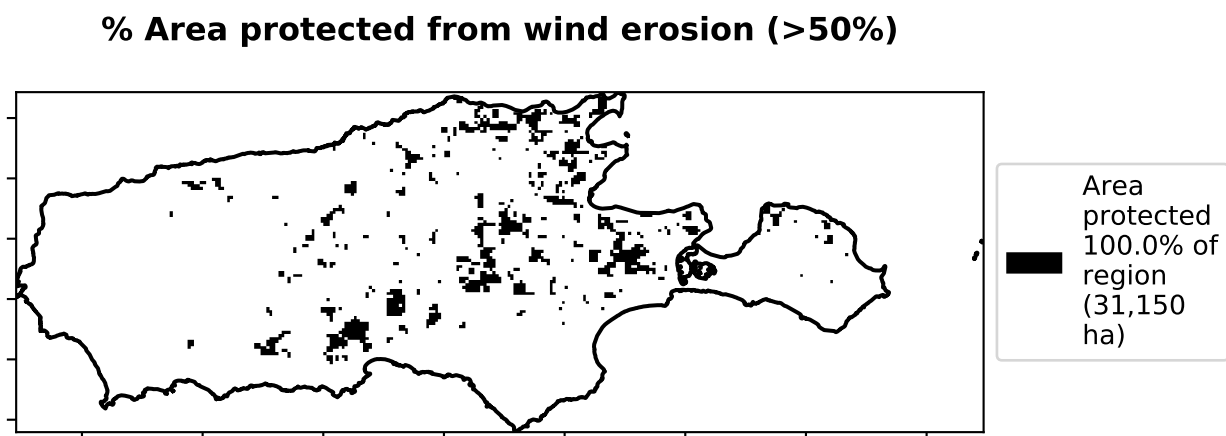 % Area protected from wind erosion (>50%)
Area
protected
100.0% of
region
(31,150
ha)